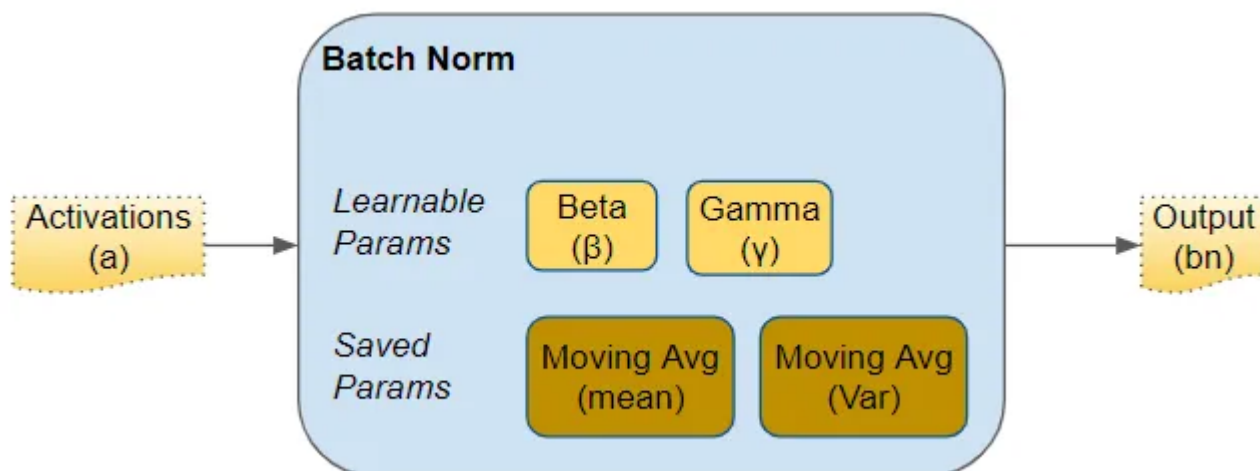 Batch Norm
Activations
(a)
Learnable
Params
Beta
(β)
Gamma
(γ)
Saved
Params
Moving Avg
(mean)
Moving Avg
(Var)
Output
(bn)